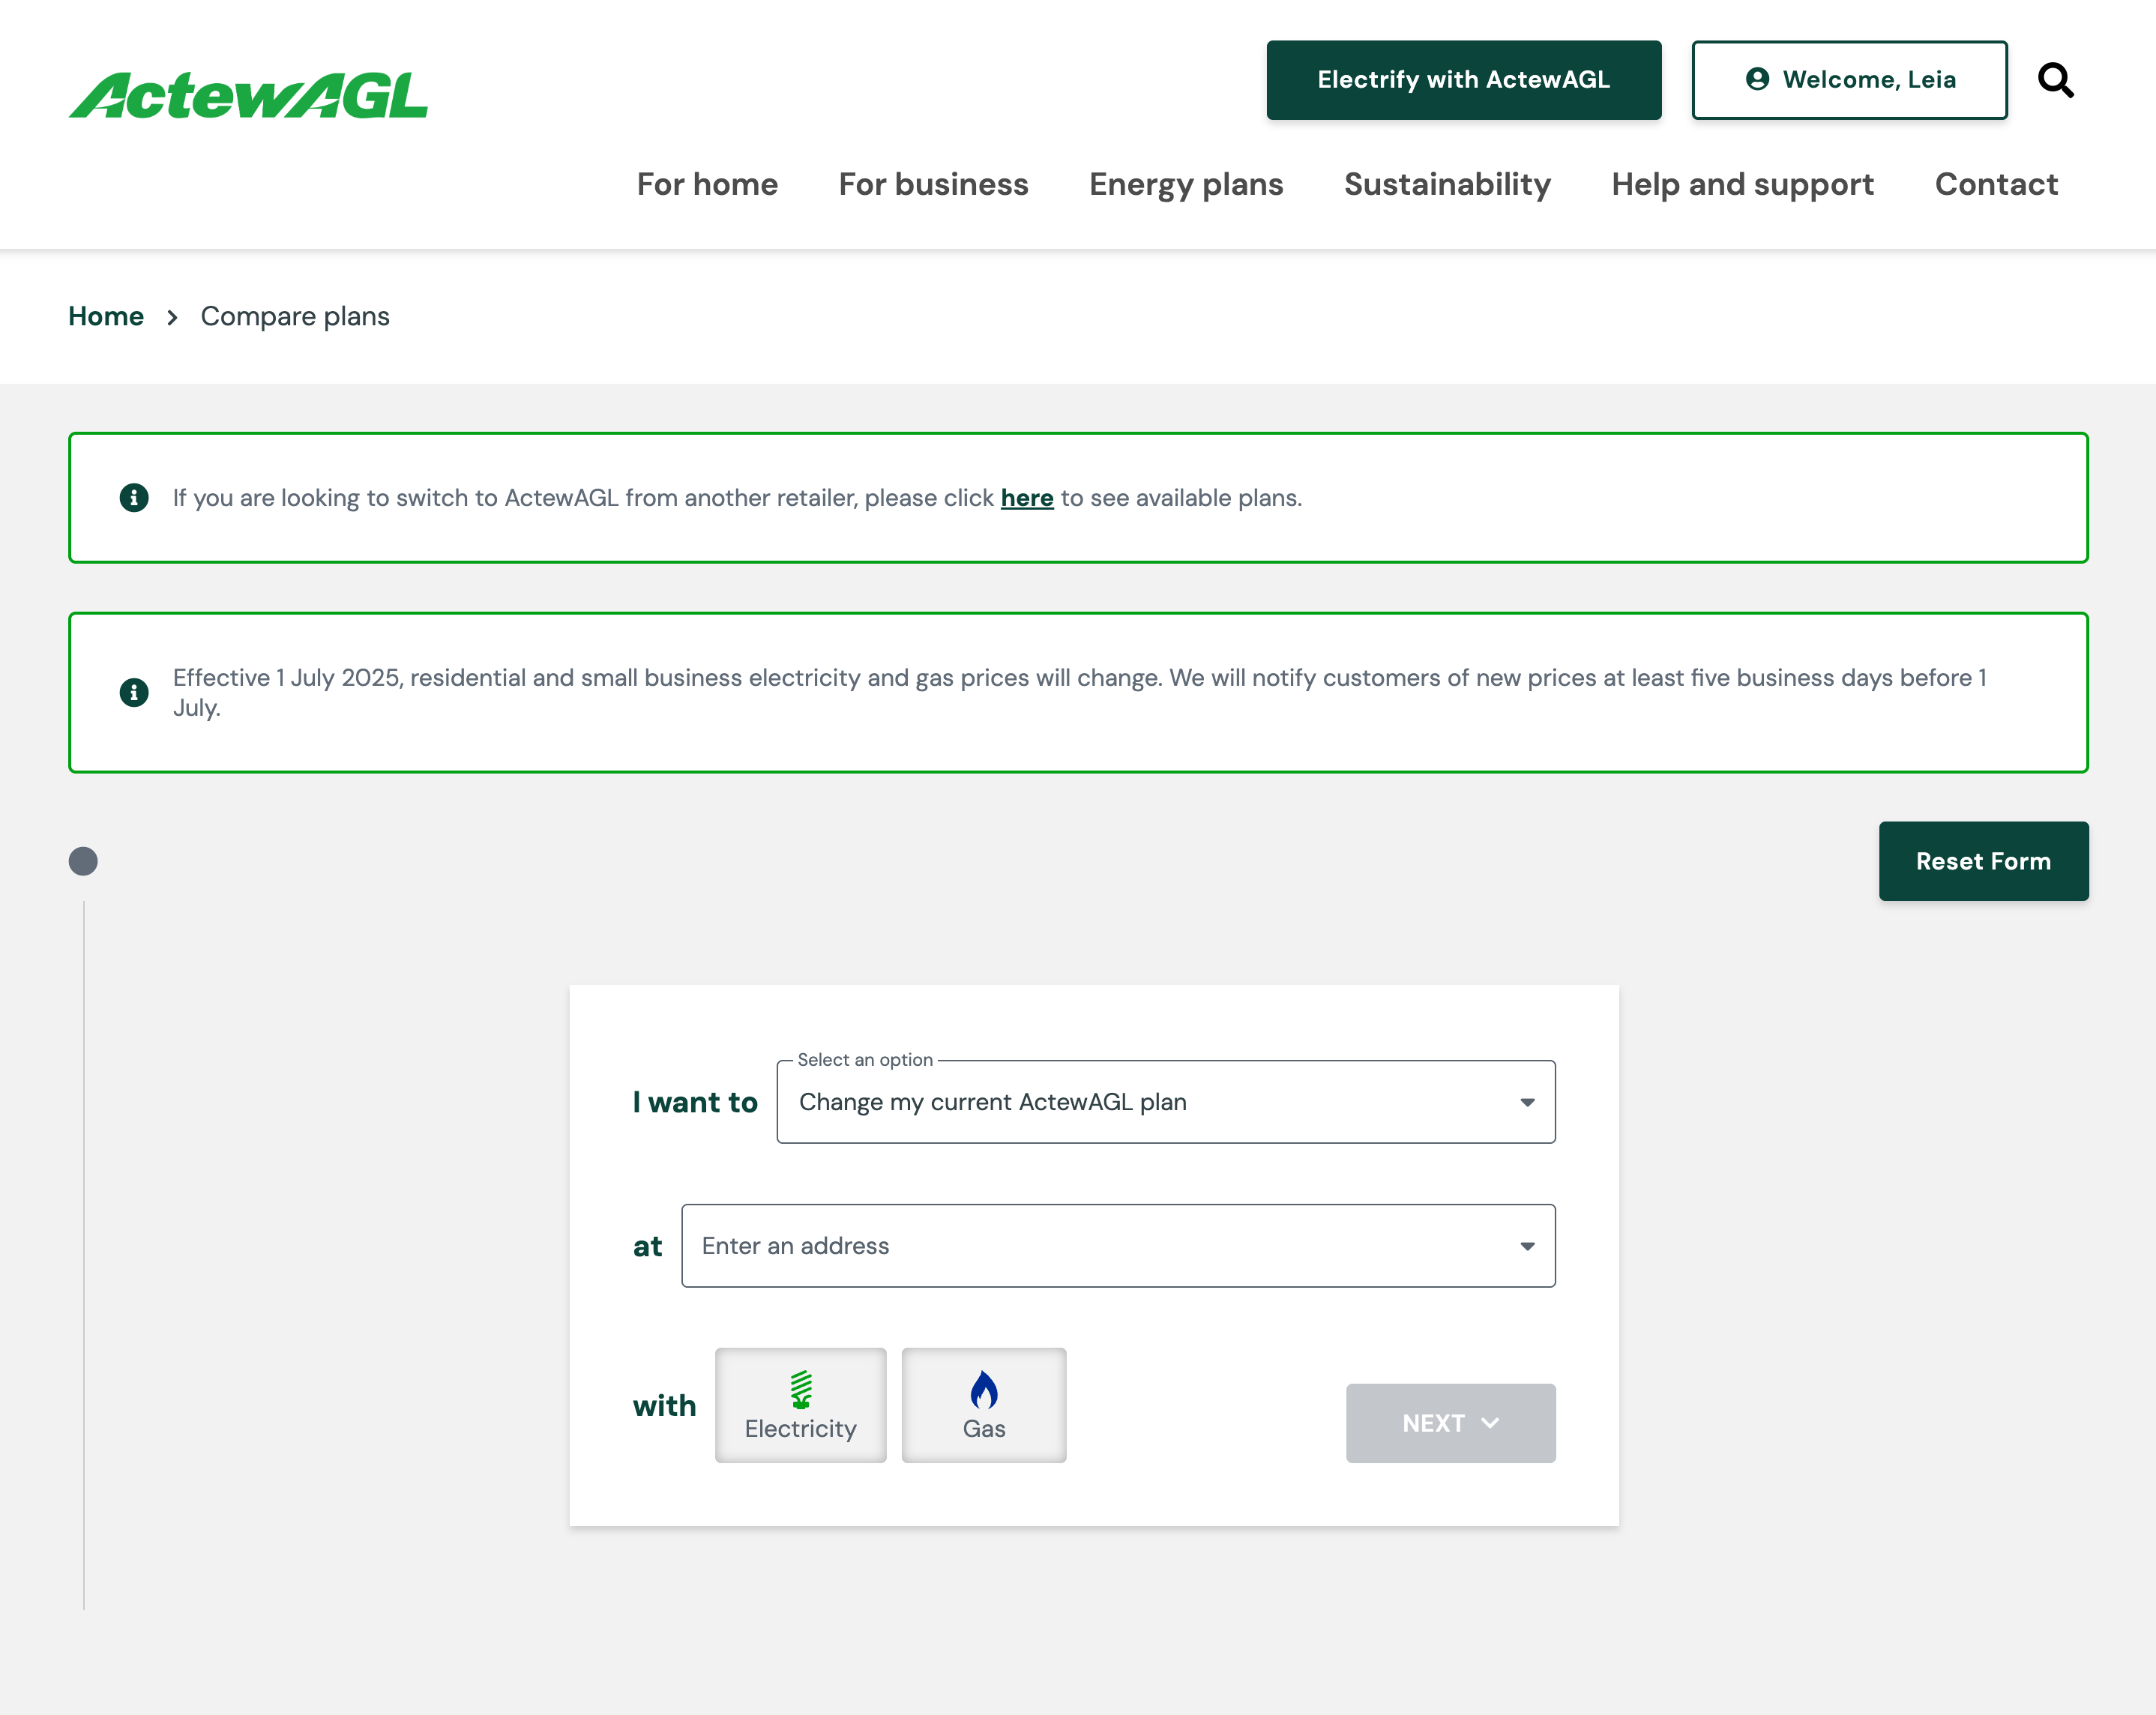 ActewAGL
Electrify with ActewAGL
Welcome, Leia
For home
For business
Energy plans
Sustainability
Help and support
Contact
Home
Compare plans
If you are looking to switch to ActewAGL from another retailer, please click here to see available plans.
Effective 1 July 2025, residential and small business electricity and gas prices will change. We will notify customers of new prices at least five business days before 1
July.
Reset Form
Select an option
I want to
Change my current ActewAGL plan
at
Enter an address
with
Electricity
Gas
NEXT